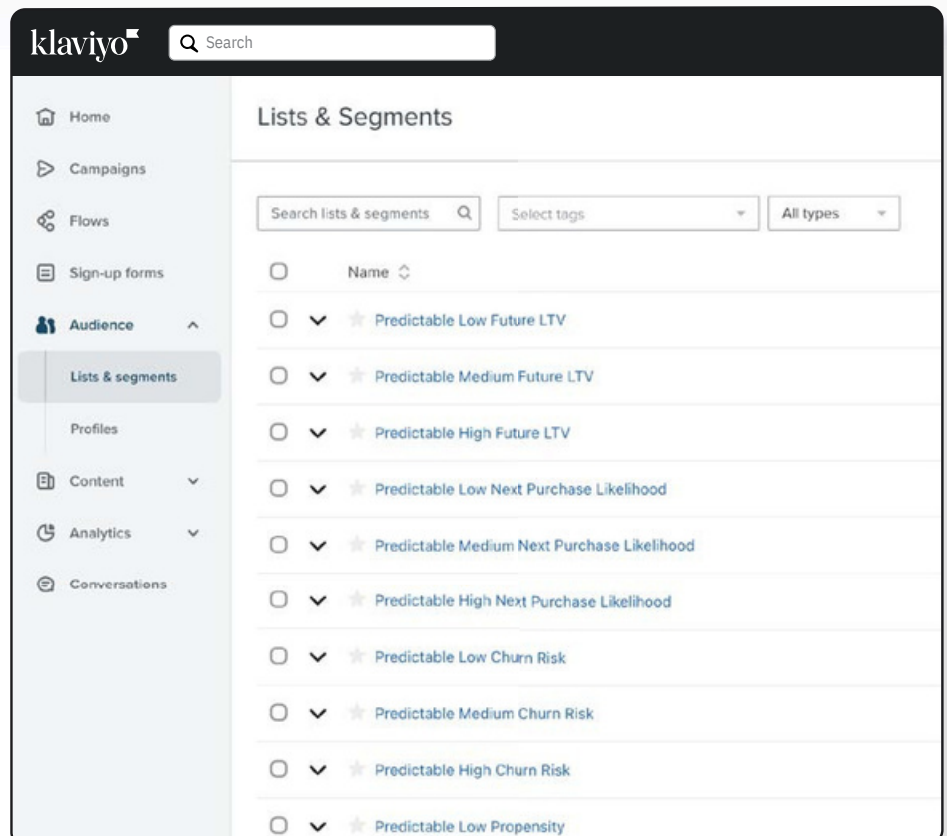 klaviyo
Search
Home
Campaigns
Flows
Sign-up forms
Audience
Lists & segments
Profiles
Content
Analytics
Conversations
Lists & Segments
Search lists & segments
Select tags
All types
Name
Predictable Low Future LTV
Predictable Medium Future LTV
Predictable High Future LTV
Predictable Low Next Purchase Likelihood
Predictable Medium Next Purchase Likelihood
Predictable High Next Purchase Likelihood
Predictable Low Churn Risk
Predictable Medium Churn Risk
Predictable High Churn Risk
Predictable Low Propensity